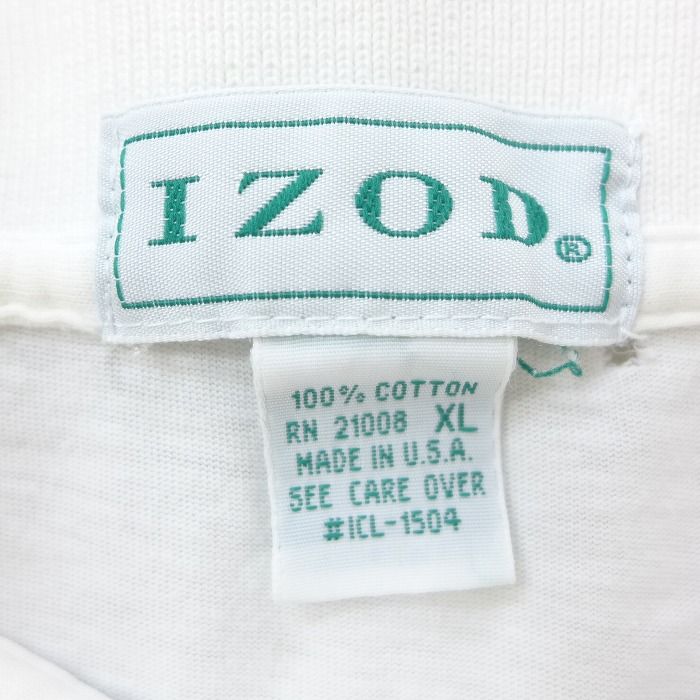 IZOD®
100% COTTON
RN 21008 XL
MADE IN U.S.A.
SEE CARE OVER
#ICL-1504